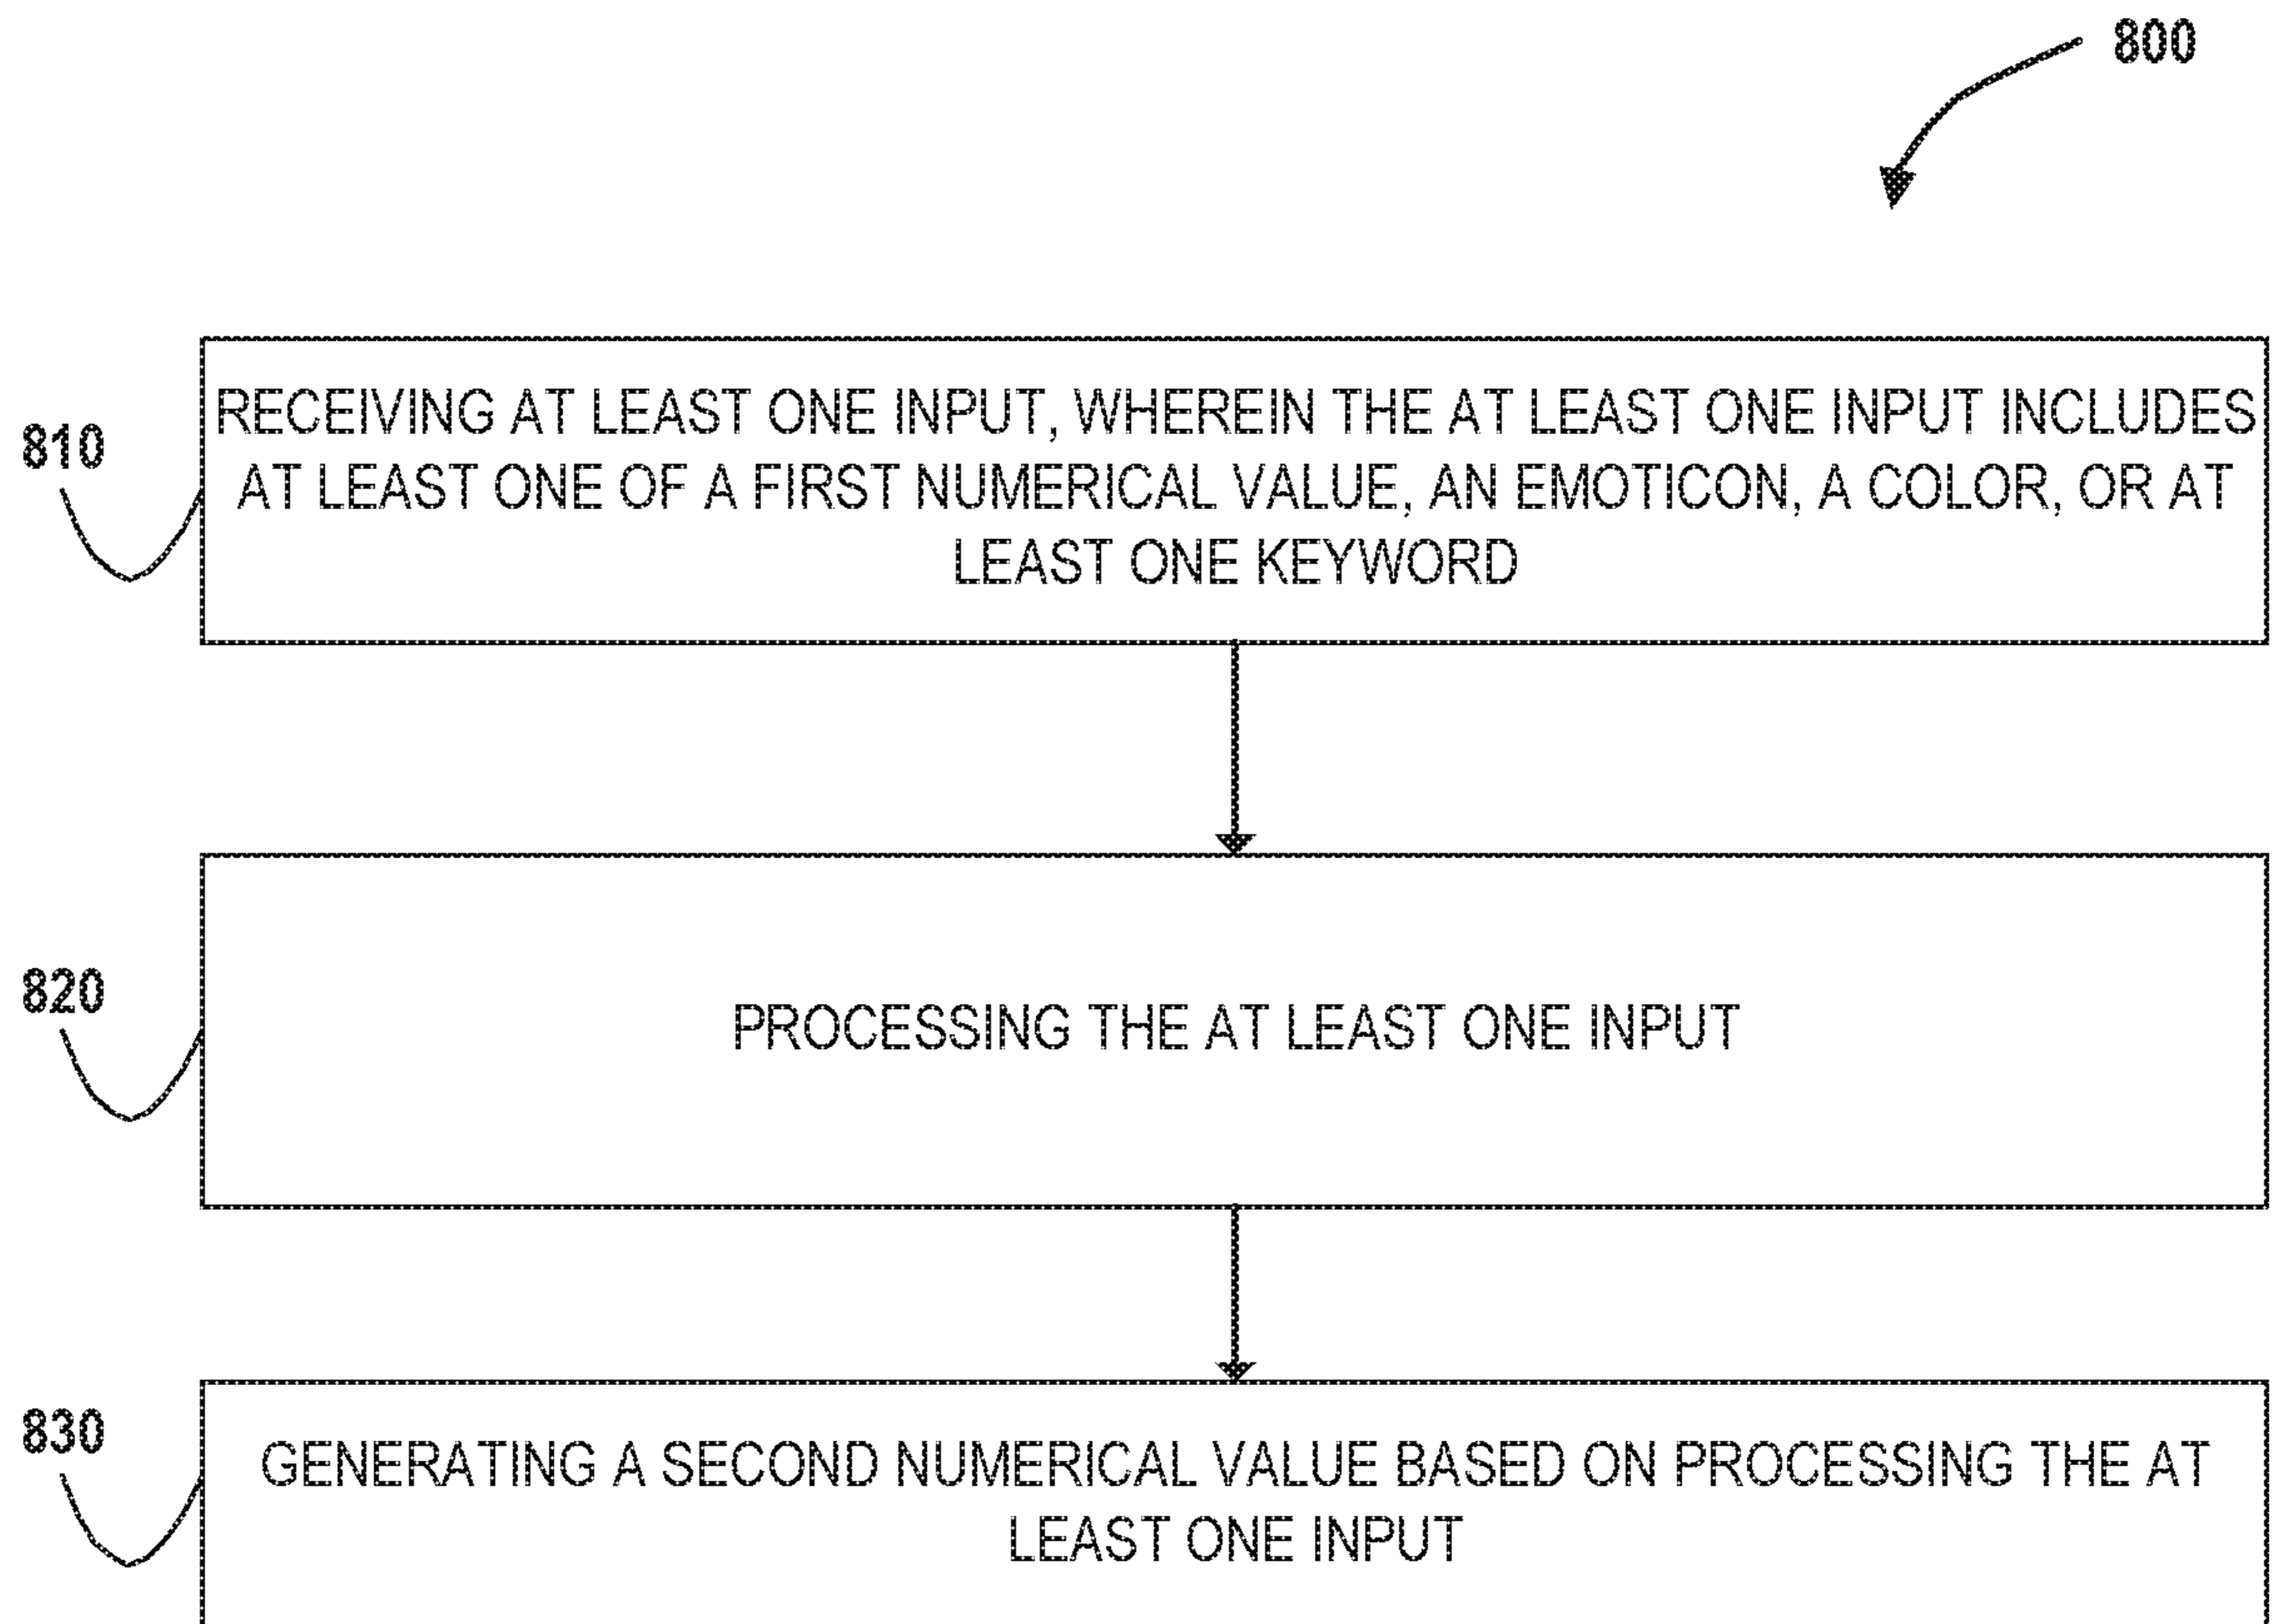 800
810
RECEIVING AT LEAST ONE INPUT, WHEREIN THE AT LEAST ONE INPUT INCLUDES
AT LEAST ONE OF A FIRST NUMERICAL VALUE, AN EMOTICON, A COLOR, OR AT
LEAST ONE KEYWORD
820
PROCESSING THE AT LEAST ONE INPUT
830
GENERATING A SECOND NUMERICAL VALUE BASED ON PROCESSING THE AT
LEAST ONE INPUT